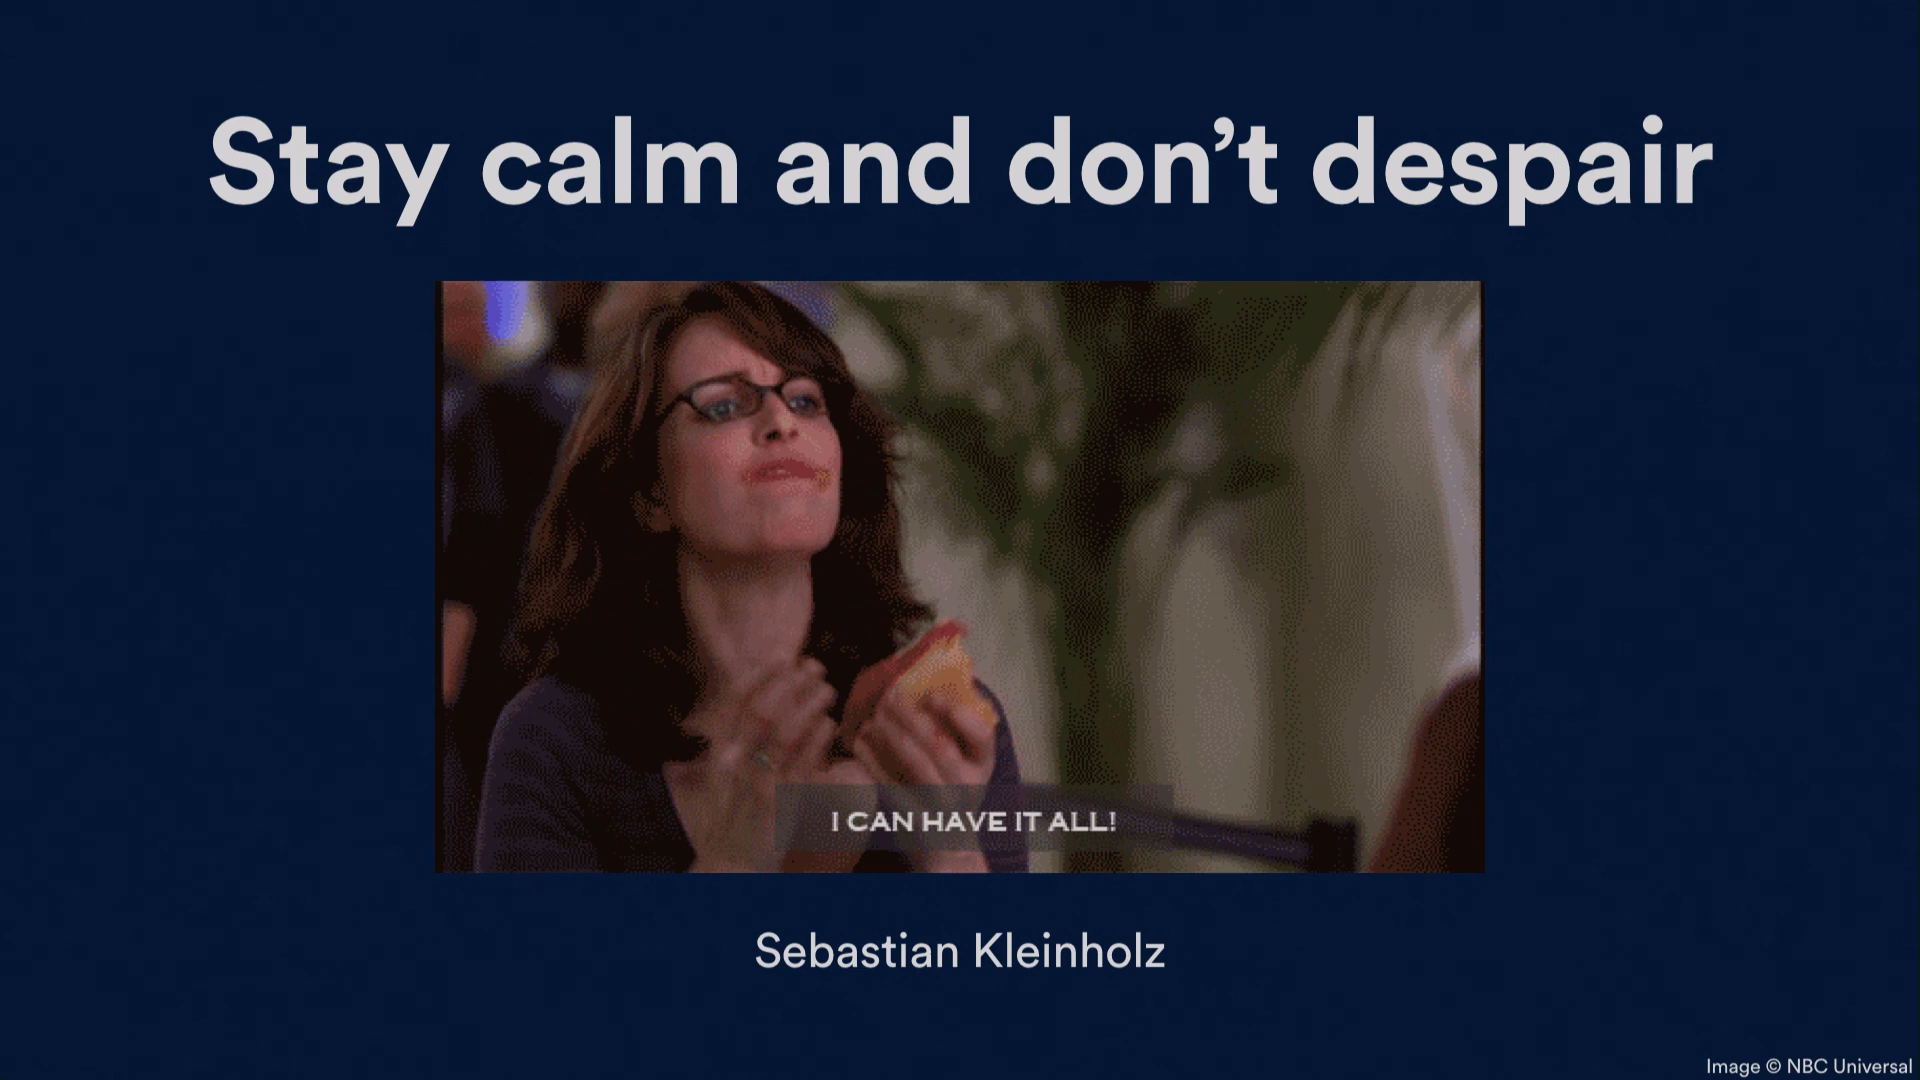 Stay calm and don’t despair
I CAN HAVE IT ALL!
Sebastian Kleinholz
Image © NBC Universal